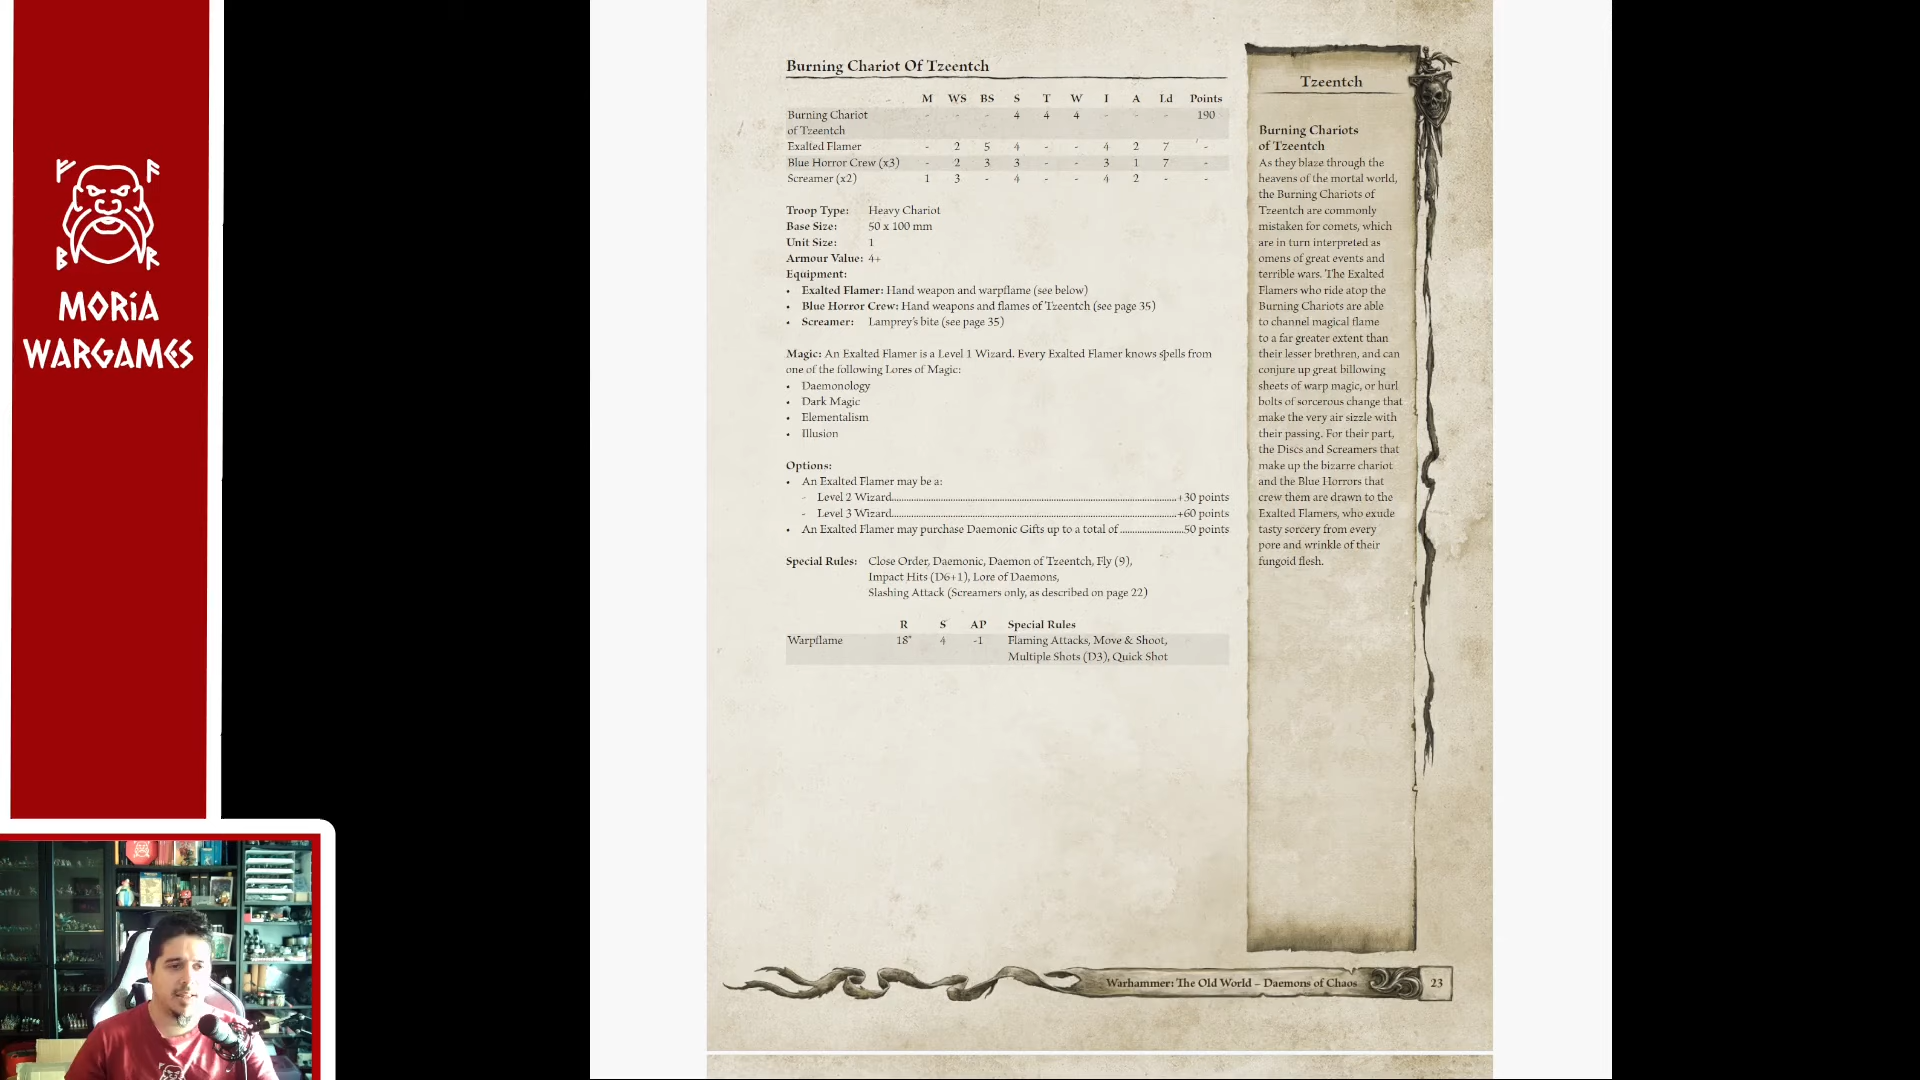 ᚠ ᚨ
ᛒ ᚱ
MORiA
WARGAMES
Burning Chariot Of Tzeentch
M WS BS S T W I A Ld Points
Burning Chariot - - - 4 4 4 - - - 190
of Tzeentch
Exalted Flamer - 2 5 4 - - 4 2 7 -
Blue Horror Crew (x3) - 2 3 3 - - 3 1 7 -
Screamer (x2) 1 3 - 4 - - 4 2 - -
Troop Type: Heavy Chariot
Base Size: 50 x 100 mm
Unit Size: 1
Armour Value: 4+
Equipment:
• Exalted Flamer: Hand weapon and warpflame (see below)
• Blue Horror Crew: Hand weapons and flames of Tzeentch (see page 35)
• Screamer: Lamprey's bite (see page 35)
Magic: An Exalted Flamer is a Level 1 Wizard. Every Exalted Flamer knows spells from
one of the following Lores of Magic:
• Daemonology
• Dark Magic
• Elementalism
• Illusion
Options:
• An Exalted Flamer may be a:
- Level 2 Wizard....................+30 points
- Level 3 Wizard....................+60 points
• An Exalted Flamer may purchase Daemonic Gifts up to a total of ....................50 points
Special Rules: Close Order, Daemonic, Daemon of Tzeentch, Fly (9),
Impact Hits (D6+1), Lore of Daemons,
Slashing Attack (Screamers only, as described on page 22)
R S AP Special Rules
Warpflame 18" 4 -1 Flaming Attacks, Move & Shoot,
Multiple Shots (D3), Quick Shot
Tzeentch
Burning Chariots
of Tzeentch
As they blaze through the
heavens of the mortal world,
the Burning Chariots of
Tzeentch are commonly
mistaken for comets, which
are in turn interpreted as
omens of great events and
terrible wars. The Exalted
Flamers who ride atop the
Burning Chariots are able
to channel magical flame
to a far greater extent than
their lesser brethren, and can
conjure up great billowing
sheets of warp magic, or hurl
bolts of sorcerous change that
make the very air sizzle with
their passing. For their part,
the Discs and Screamers that
make up the bizarre chariot
and the Blue Horrors that
crew them are drawn to the
Exalted Flamers, who exude
tasty sorcery from every
pore and wrinkle of their
fungoid flesh.
Warhammer: The Old World – Daemons of Chaos 23